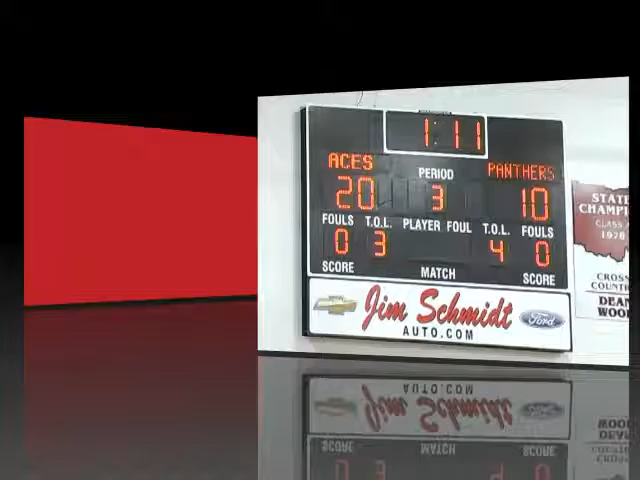 1:11
ACES PERIOD PANTHERS
20 3 10
FOULS T.O.L. PLAYER FOUL T.O.L. FOULS
0 3 4 0
SCORE MATCH SCORE
Jim Schmidt
Ford
AUTO.COM
STATE
CHAMPI
CLASS
1978
CROSS
COUNT
DEAN
WOOD